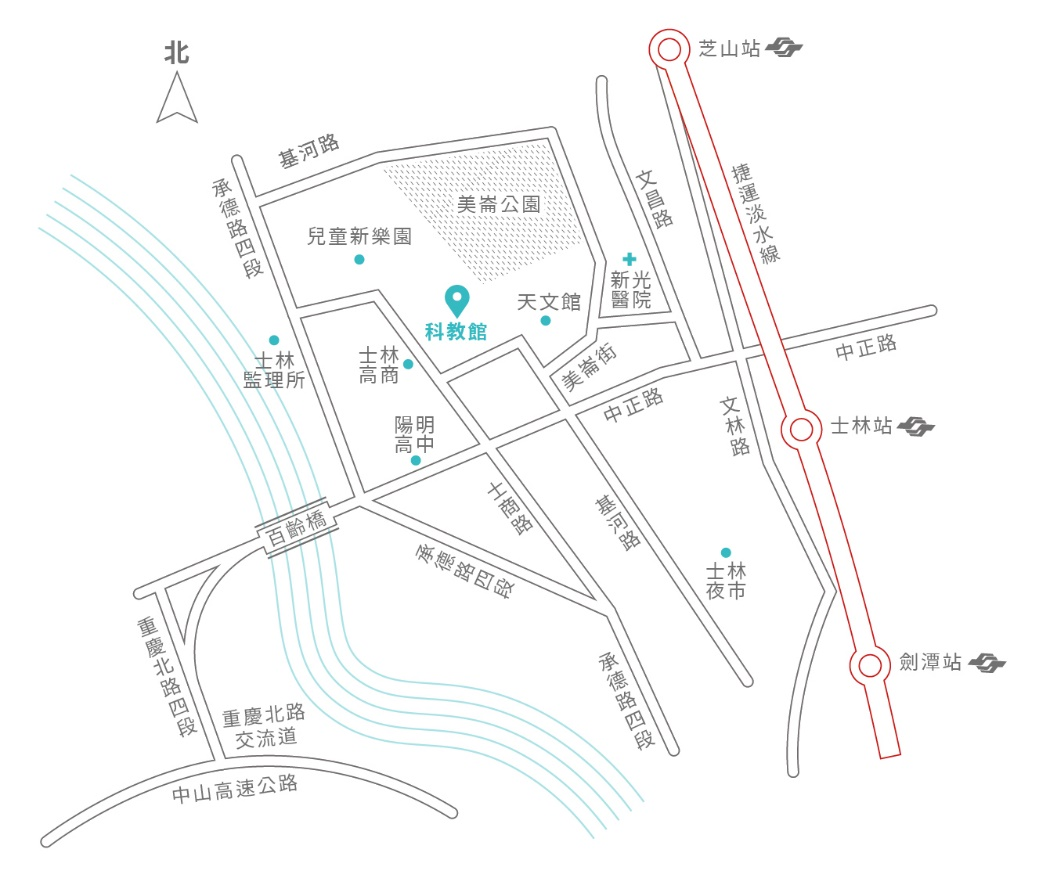 北
芝山站
基河路
承德路四段
文昌路
捷運淡水線
美崙公園
兒童新樂園
新光
醫院
天文館
科教館
士林
監理所
士林
高商
美崙街
中正路
中正路
陽明
高中
文林路
士林站
百齡橋
士商路
基河路
承德路四段
士林
夜市
重慶北路四段
承德路四段
劍潭站
重慶北路
交流道
中山高速公路